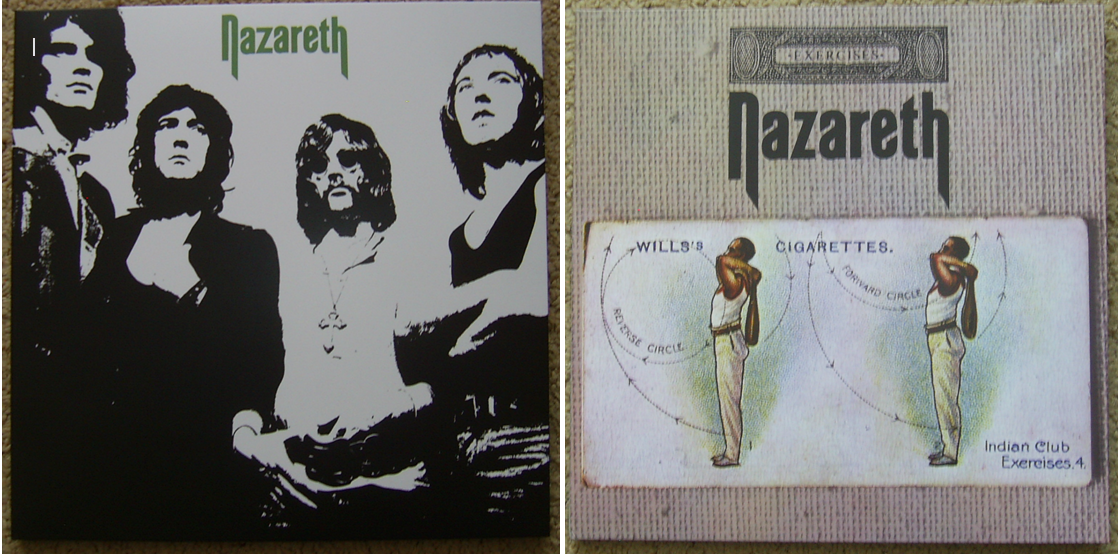 Nazareth
EXERCISES
Nazareth
WILLS'S CIGARETTES.
REVERSE CIRCLE
FORWARD CIRCLE
Indian Club
Exercises, 4.